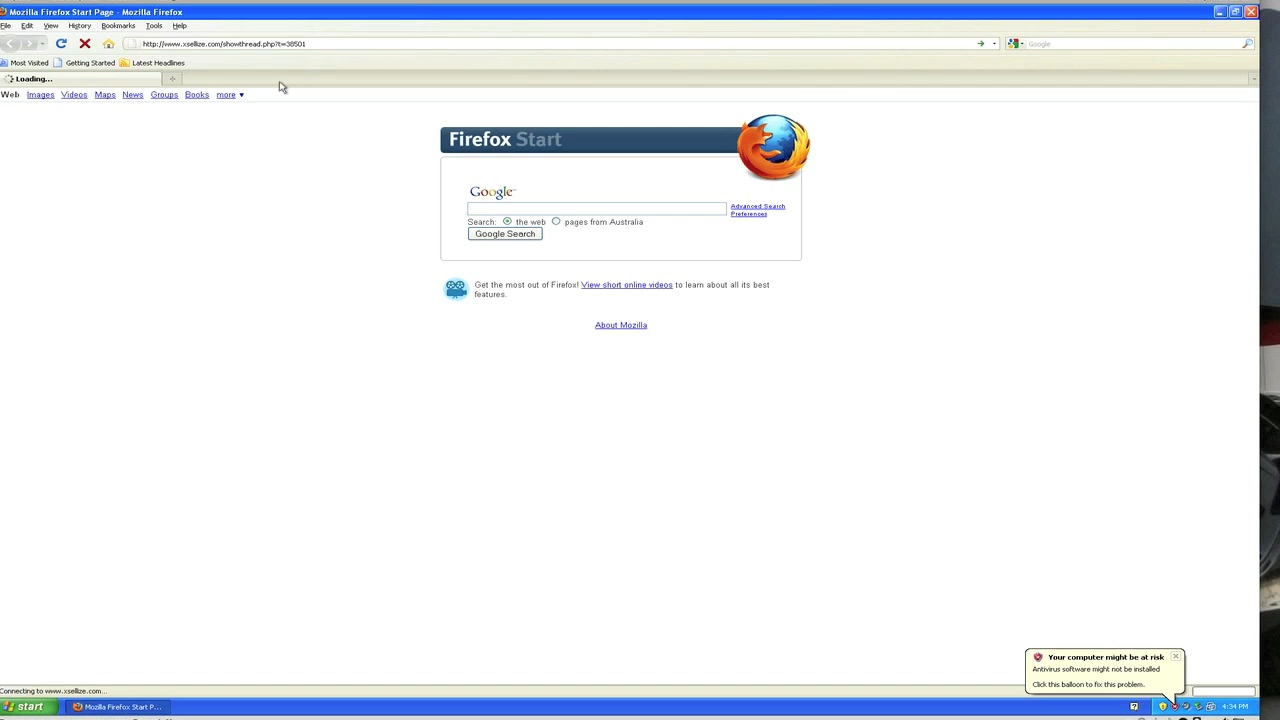 Mozilla Firefox Start Page - Mozilla Firefox
File Edit View History Bookmarks Tools Help
http://www.xsellize.com/showthread.php?t=38501
Google
Most Visited Getting Started Latest Headlines
Loading...
Web Images Videos Maps News Groups Books more ▼
Firefox Start
Google™
Advanced Search
Preferences
Search: the web pages from Australia
Google Search
Get the most out of Firefox! View short online videos to learn about all its best
features.
About Mozilla
Your computer might be at risk
Antivirus software might not be installed
Click this balloon to fix this problem.
Connecting to www.xsellize.com...
start Mozilla Firefox Start P... 4:34 PM